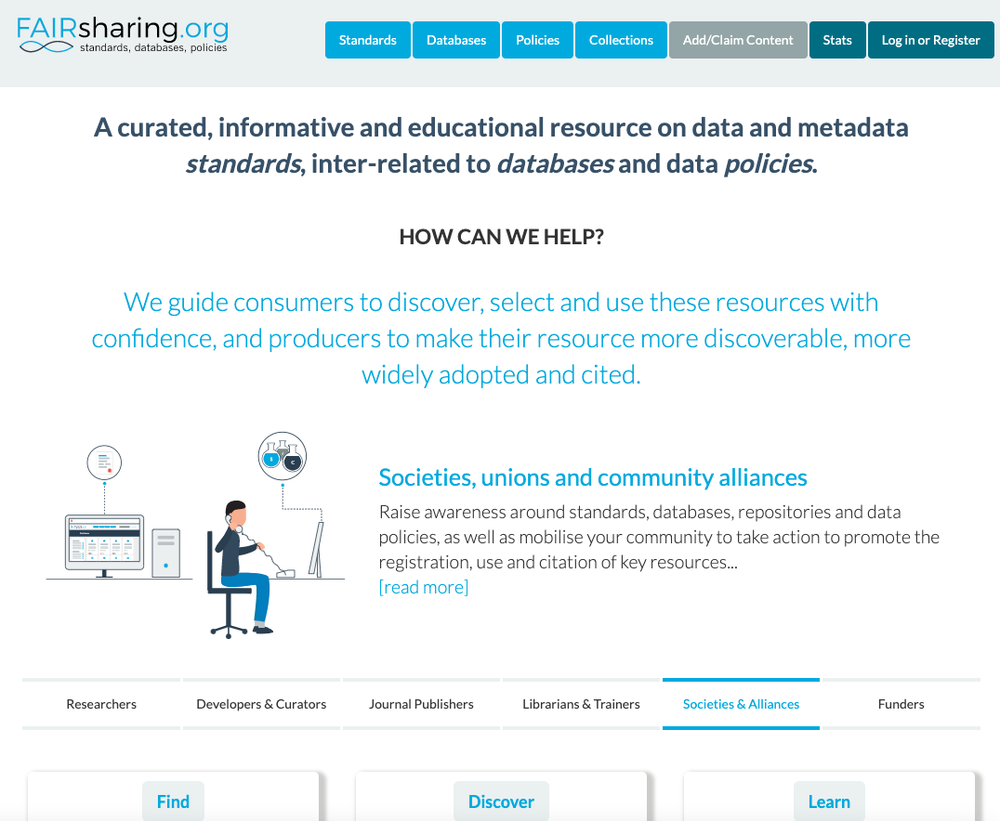 FAIRsharing.org
standards, databases, policies
Standards
Databases
Policies
Collections
Add/Claim Content
Stats
Log in or Register
A curated, informative and educational resource on data and metadata
standards, inter-related to databases and data policies.
HOW CAN WE HELP?
We guide consumers to discover, select and use these resources with
confidence, and producers to make their resource more discoverable, more
widely adopted and cited.
Societies, unions and community alliances
Raise awareness around standards, databases, repositories and data
policies, as well as mobilise your community to take action to promote the
registration, use and citation of key resources...
[read more]
Researchers
Developers & Curators
Journal Publishers
Librarians & Trainers
Societies & Alliances
Funders
Find
Discover
Learn